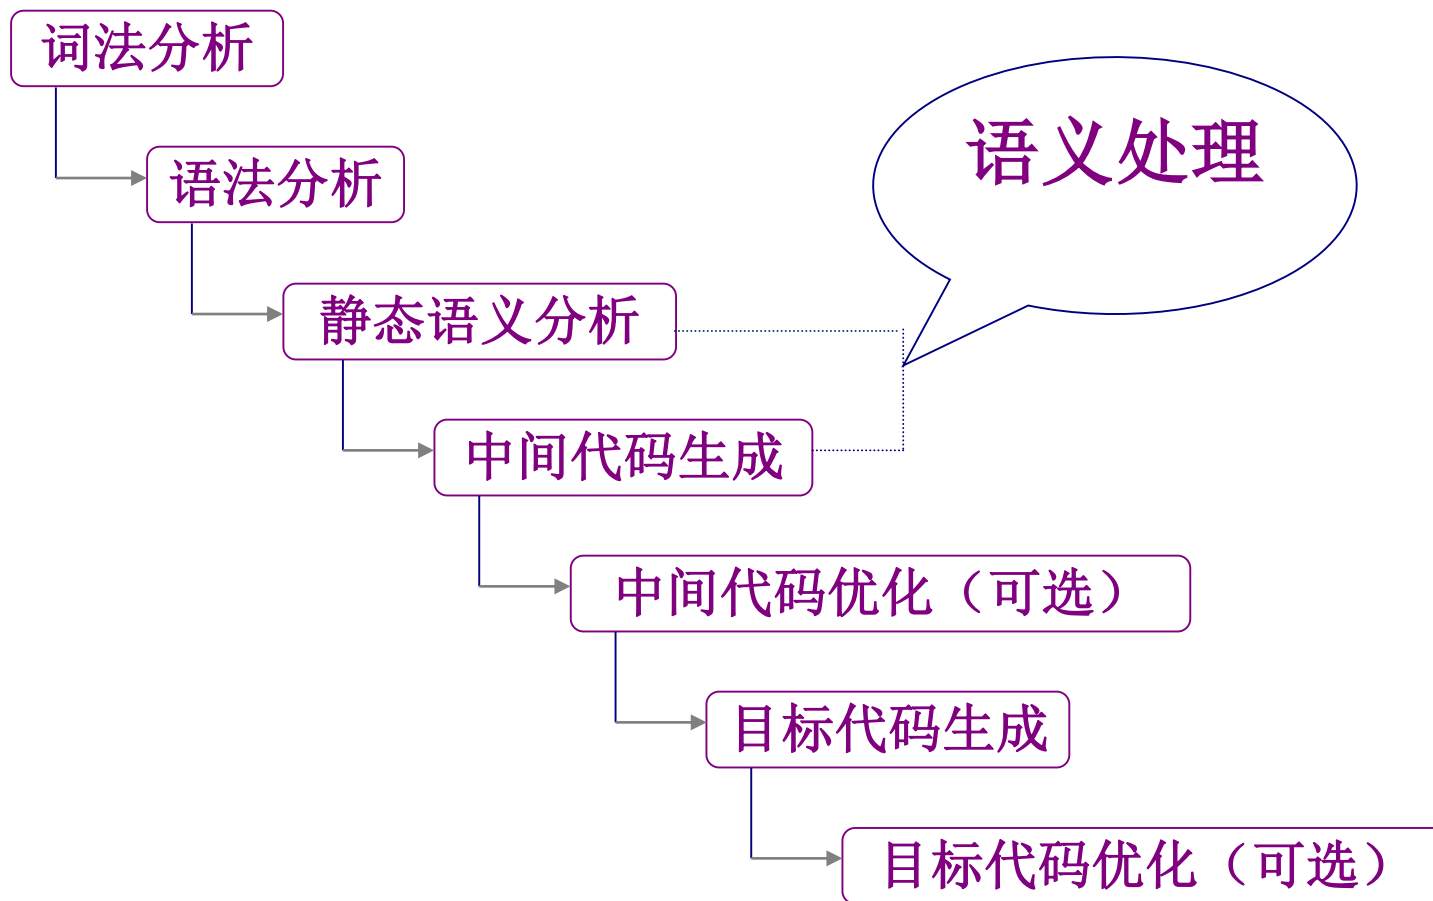 词法分析
语义处理
语法分析
静态语义分析
中间代码生成
中间代码优化（可选）
目标代码生成
目标代码优化（可选）